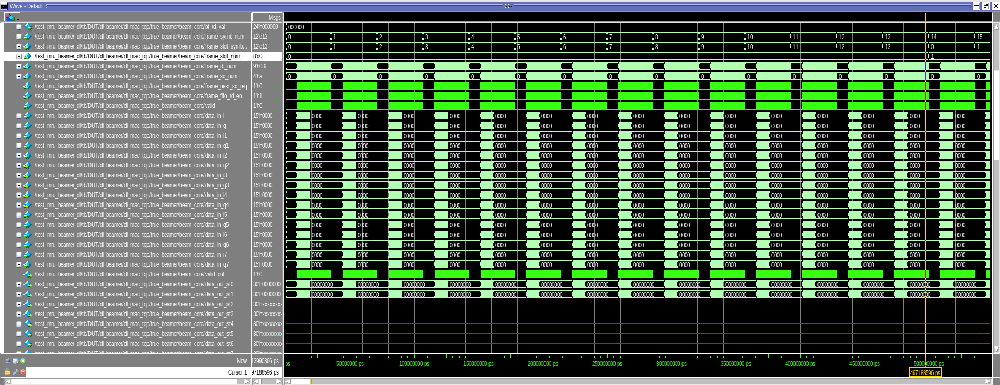 Wave - Default
Msgs
/test_mru_beamer_dl/tb/DUT/dl_beamer/dl_mac_top/true_beamer/beam_core/bf_rd_val 24'h000000 000000
/test_mru_beamer_dl/tb/DUT/dl_beamer/dl_mac_top/true_beamer/beam_core/frame_symb_num 12'd13 0 1 2 3 4 5 6 7 8 9 10 11 12 13 14 15
/test_mru_beamer_dl/tb/DUT/dl_beamer/dl_mac_top/true_beamer/beam_core/frame_slot_symb... 12'd13 0 1 2 3 4 5 6 7 8 9 10 11 12 13 0 1
/test_mru_beamer_dl/tb/DUT/dl_beamer/dl_mac_top/true_beamer/beam_core/frame_slot_num 8'd0 0 1
/test_mru_beamer_dl/tb/DUT/dl_beamer/dl_mac_top/true_beamer/beam_core/frame_rb_num 9'h0f9
/test_mru_beamer_dl/tb/DUT/dl_beamer/dl_mac_top/true_beamer/beam_core/frame_sc_num 4'ha 0 0 0 0 0 0 0 0 0 0 0 0 0 0 0 0
/test_mru_beamer_dl/tb/DUT/dl_beamer/dl_mac_top/true_beamer/beam_core/frame_next_sc_req 1'h0
/test_mru_beamer_dl/tb/DUT/dl_beamer/dl_mac_top/true_beamer/beam_core/frame_fifo_rd_en 1'h1
/test_mru_beamer_dl/tb/DUT/dl_beamer/dl_mac_top/true_beamer/beam_core/valid 1'h0
/test_mru_beamer_dl/tb/DUT/dl_beamer/dl_mac_top/true_beamer/beam_core/data_in_i 15'h0000 0000 0000 0000 0000 0000 0000 0000 0000 0000 0000 0000 0000 0000 0000 0000
/test_mru_beamer_dl/tb/DUT/dl_beamer/dl_mac_top/true_beamer/beam_core/data_in_q 15'h0000 0000 0000 0000 0000 0000 0000 0000 0000 0000 0000 0000 0000 0000 0000 0000
/test_mru_beamer_dl/tb/DUT/dl_beamer/dl_mac_top/true_beamer/beam_core/data_in_i1 15'h0000 0000 0000 0000 0000 0000 0000 0000 0000 0000 0000 0000 0000 0000 0000 0000
/test_mru_beamer_dl/tb/DUT/dl_beamer/dl_mac_top/true_beamer/beam_core/data_in_q1 15'h0000 0000 0000 0000 0000 0000 0000 0000 0000 0000 0000 0000 0000 0000 0000 0000
/test_mru_beamer_dl/tb/DUT/dl_beamer/dl_mac_top/true_beamer/beam_core/data_in_i2 15'h0000 0000 0000 0000 0000 0000 0000 0000 0000 0000 0000 0000 0000 0000 0000 0000
/test_mru_beamer_dl/tb/DUT/dl_beamer/dl_mac_top/true_beamer/beam_core/data_in_q2 15'h0000 0000 0000 0000 0000 0000 0000 0000 0000 0000 0000 0000 0000 0000 0000 0000
/test_mru_beamer_dl/tb/DUT/dl_beamer/dl_mac_top/true_beamer/beam_core/data_in_i3 15'h0000 0000 0000 0000 0000 0000 0000 0000 0000 0000 0000 0000 0000 0000 0000 0000
/test_mru_beamer_dl/tb/DUT/dl_beamer/dl_mac_top/true_beamer/beam_core/data_in_q3 15'h0000 0000 0000 0000 0000 0000 0000 0000 0000 0000 0000 0000 0000 0000 0000 0000
/test_mru_beamer_dl/tb/DUT/dl_beamer/dl_mac_top/true_beamer/beam_core/data_in_i4 15'h0000 0000 0000 0000 0000 0000 0000 0000 0000 0000 0000 0000 0000 0000 0000 0000
/test_mru_beamer_dl/tb/DUT/dl_beamer/dl_mac_top/true_beamer/beam_core/data_in_q4 15'h0000 0000 0000 0000 0000 0000 0000 0000 0000 0000 0000 0000 0000 0000 0000 0000
/test_mru_beamer_dl/tb/DUT/dl_beamer/dl_mac_top/true_beamer/beam_core/data_in_i5 15'h0000 0000 0000 0000 0000 0000 0000 0000 0000 0000 0000 0000 0000 0000 0000 0000
/test_mru_beamer_dl/tb/DUT/dl_beamer/dl_mac_top/true_beamer/beam_core/data_in_q5 15'h0000 0000 0000 0000 0000 0000 0000 0000 0000 0000 0000 0000 0000 0000 0000 0000
/test_mru_beamer_dl/tb/DUT/dl_beamer/dl_mac_top/true_beamer/beam_core/data_in_i6 15'h0000 0000 0000 0000 0000 0000 0000 0000 0000 0000 0000 0000 0000 0000 0000 0000
/test_mru_beamer_dl/tb/DUT/dl_beamer/dl_mac_top/true_beamer/beam_core/data_in_q6 15'h0000 0000 0000 0000 0000 0000 0000 0000 0000 0000 0000 0000 0000 0000 0000 0000
/test_mru_beamer_dl/tb/DUT/dl_beamer/dl_mac_top/true_beamer/beam_core/data_in_i7 15'h0000 0000 0000 0000 0000 0000 0000 0000 0000 0000 0000 0000 0000 0000 0000 0000
/test_mru_beamer_dl/tb/DUT/dl_beamer/dl_mac_top/true_beamer/beam_core/data_in_q7 15'h0000 0000 0000 0000 0000 0000 0000 0000 0000 0000 0000 0000 0000 0000 0000 0000
/test_mru_beamer_dl/tb/DUT/dl_beamer/dl_mac_top/true_beamer/beam_core/valid_out 1'h0
/test_mru_beamer_dl/tb/DUT/dl_beamer/dl_mac_top/true_beamer/beam_core/data_out_st0 30'h00000000 00000000 00000000 00000000 00000000 00000000 00000000 00000000 00000000 00000000 00000000 00000000 00000000 00000000 00000000 00000000
/test_mru_beamer_dl/tb/DUT/dl_beamer/dl_mac_top/true_beamer/beam_core/data_out_st1 30'h00000000 00000000 00000000 00000000 00000000 00000000 00000000 00000000 00000000 00000000 00000000 00000000 00000000 00000000 00000000 00000000
/test_mru_beamer_dl/tb/DUT/dl_beamer/dl_mac_top/true_beamer/beam_core/data_out_st2 30'hxxxxxxxx
/test_mru_beamer_dl/tb/DUT/dl_beamer/dl_mac_top/true_beamer/beam_core/data_out_st3 30'hxxxxxxxx
/test_mru_beamer_dl/tb/DUT/dl_beamer/dl_mac_top/true_beamer/beam_core/data_out_st4 30'hxxxxxxxx
/test_mru_beamer_dl/tb/DUT/dl_beamer/dl_mac_top/true_beamer/beam_core/data_out_st5 30'hxxxxxxxx
/test_mru_beamer_dl/tb/DUT/dl_beamer/dl_mac_top/true_beamer/beam_core/data_out_st6 30'hxxxxxxxx
Now 13990366 ps ps 50000000 ps 100000000 ps 150000000 ps 200000000 ps 250000000 ps 300000000 ps 350000000 ps 400000000 ps 450000000 ps 500000000 ps
Cursor 1 97188596 ps 497188596 ps